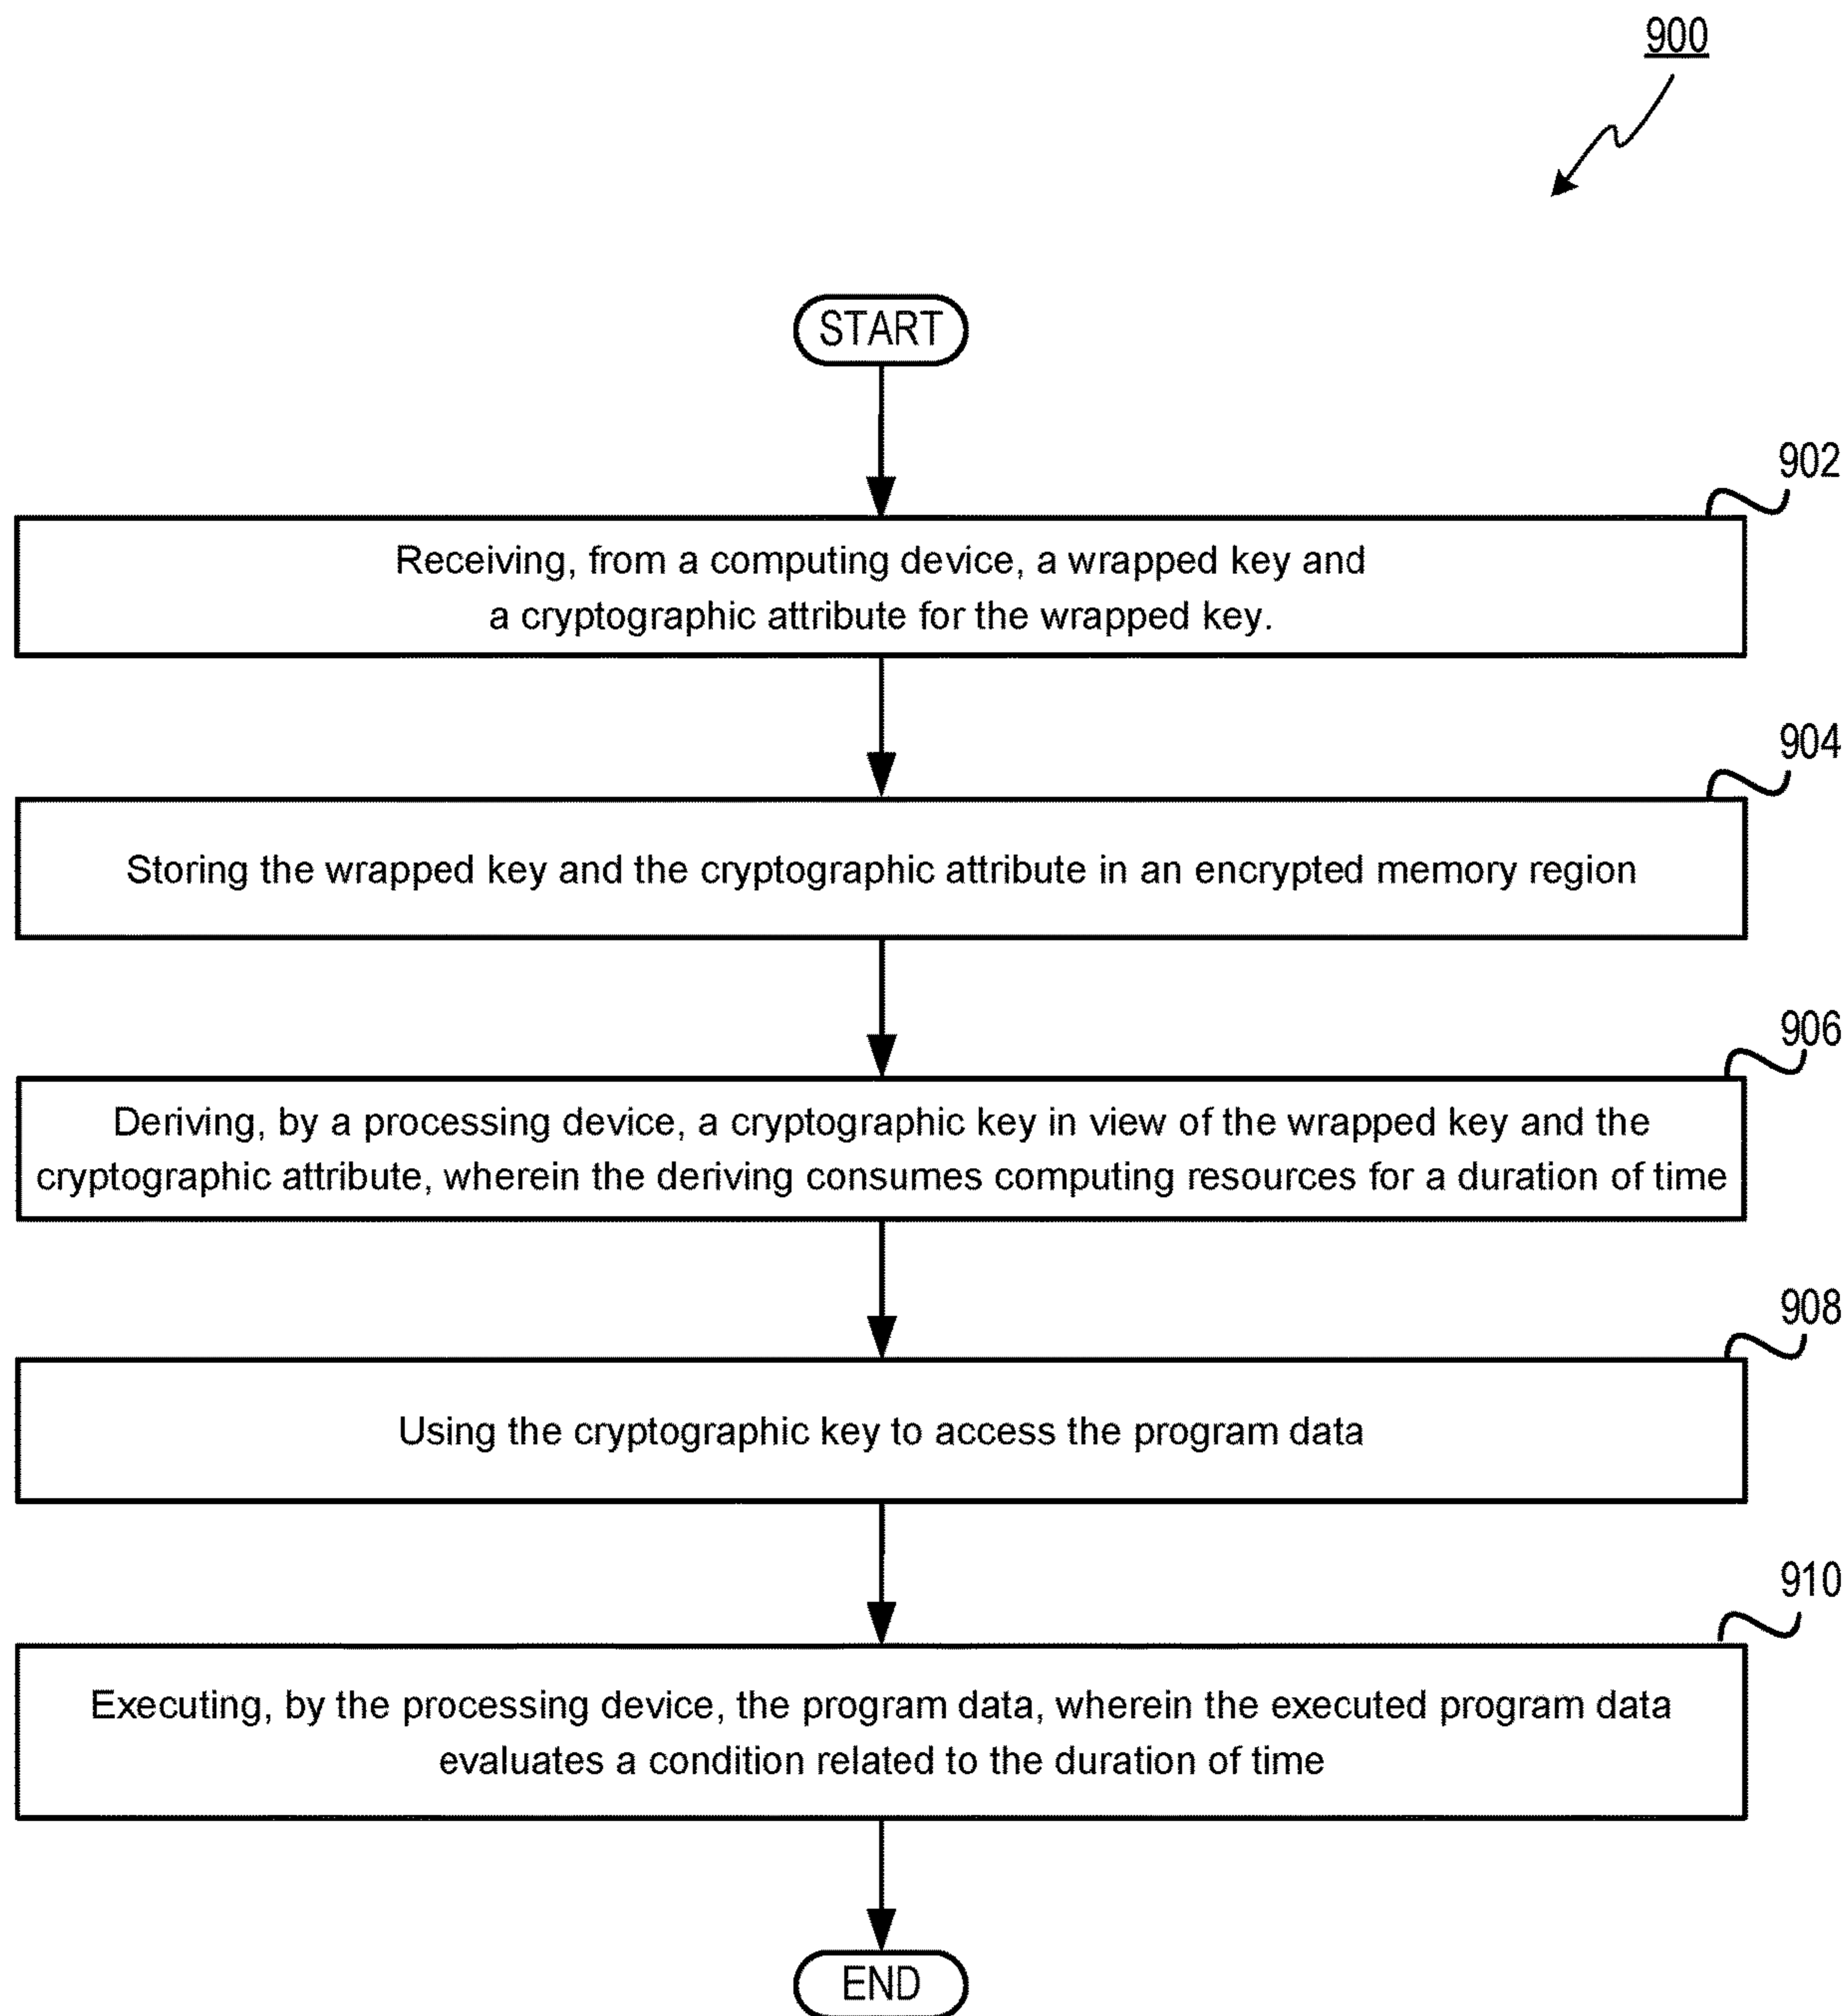 900
START
902
Receiving, from a computing device, a wrapped key and
a cryptographic attribute for the wrapped key.
904
Storing the wrapped key and the cryptographic attribute in an encrypted memory region
906
Deriving, by a processing device, a cryptographic key in view of the wrapped key and the
cryptographic attribute, wherein the deriving consumes computing resources for a duration of time
908
Using the cryptographic key to access the program data
910
Executing, by the processing device, the program data, wherein the executed program data
evaluates a condition related to the duration of time
END